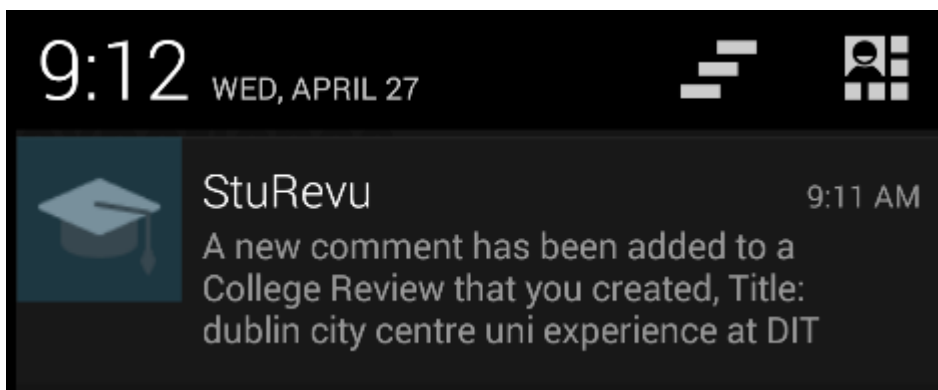 9:12 WED, APRIL 27
StuRevu 9:11 AM
A new comment has been added to a
College Review that you created, Title:
dublin city centre uni experience at DIT